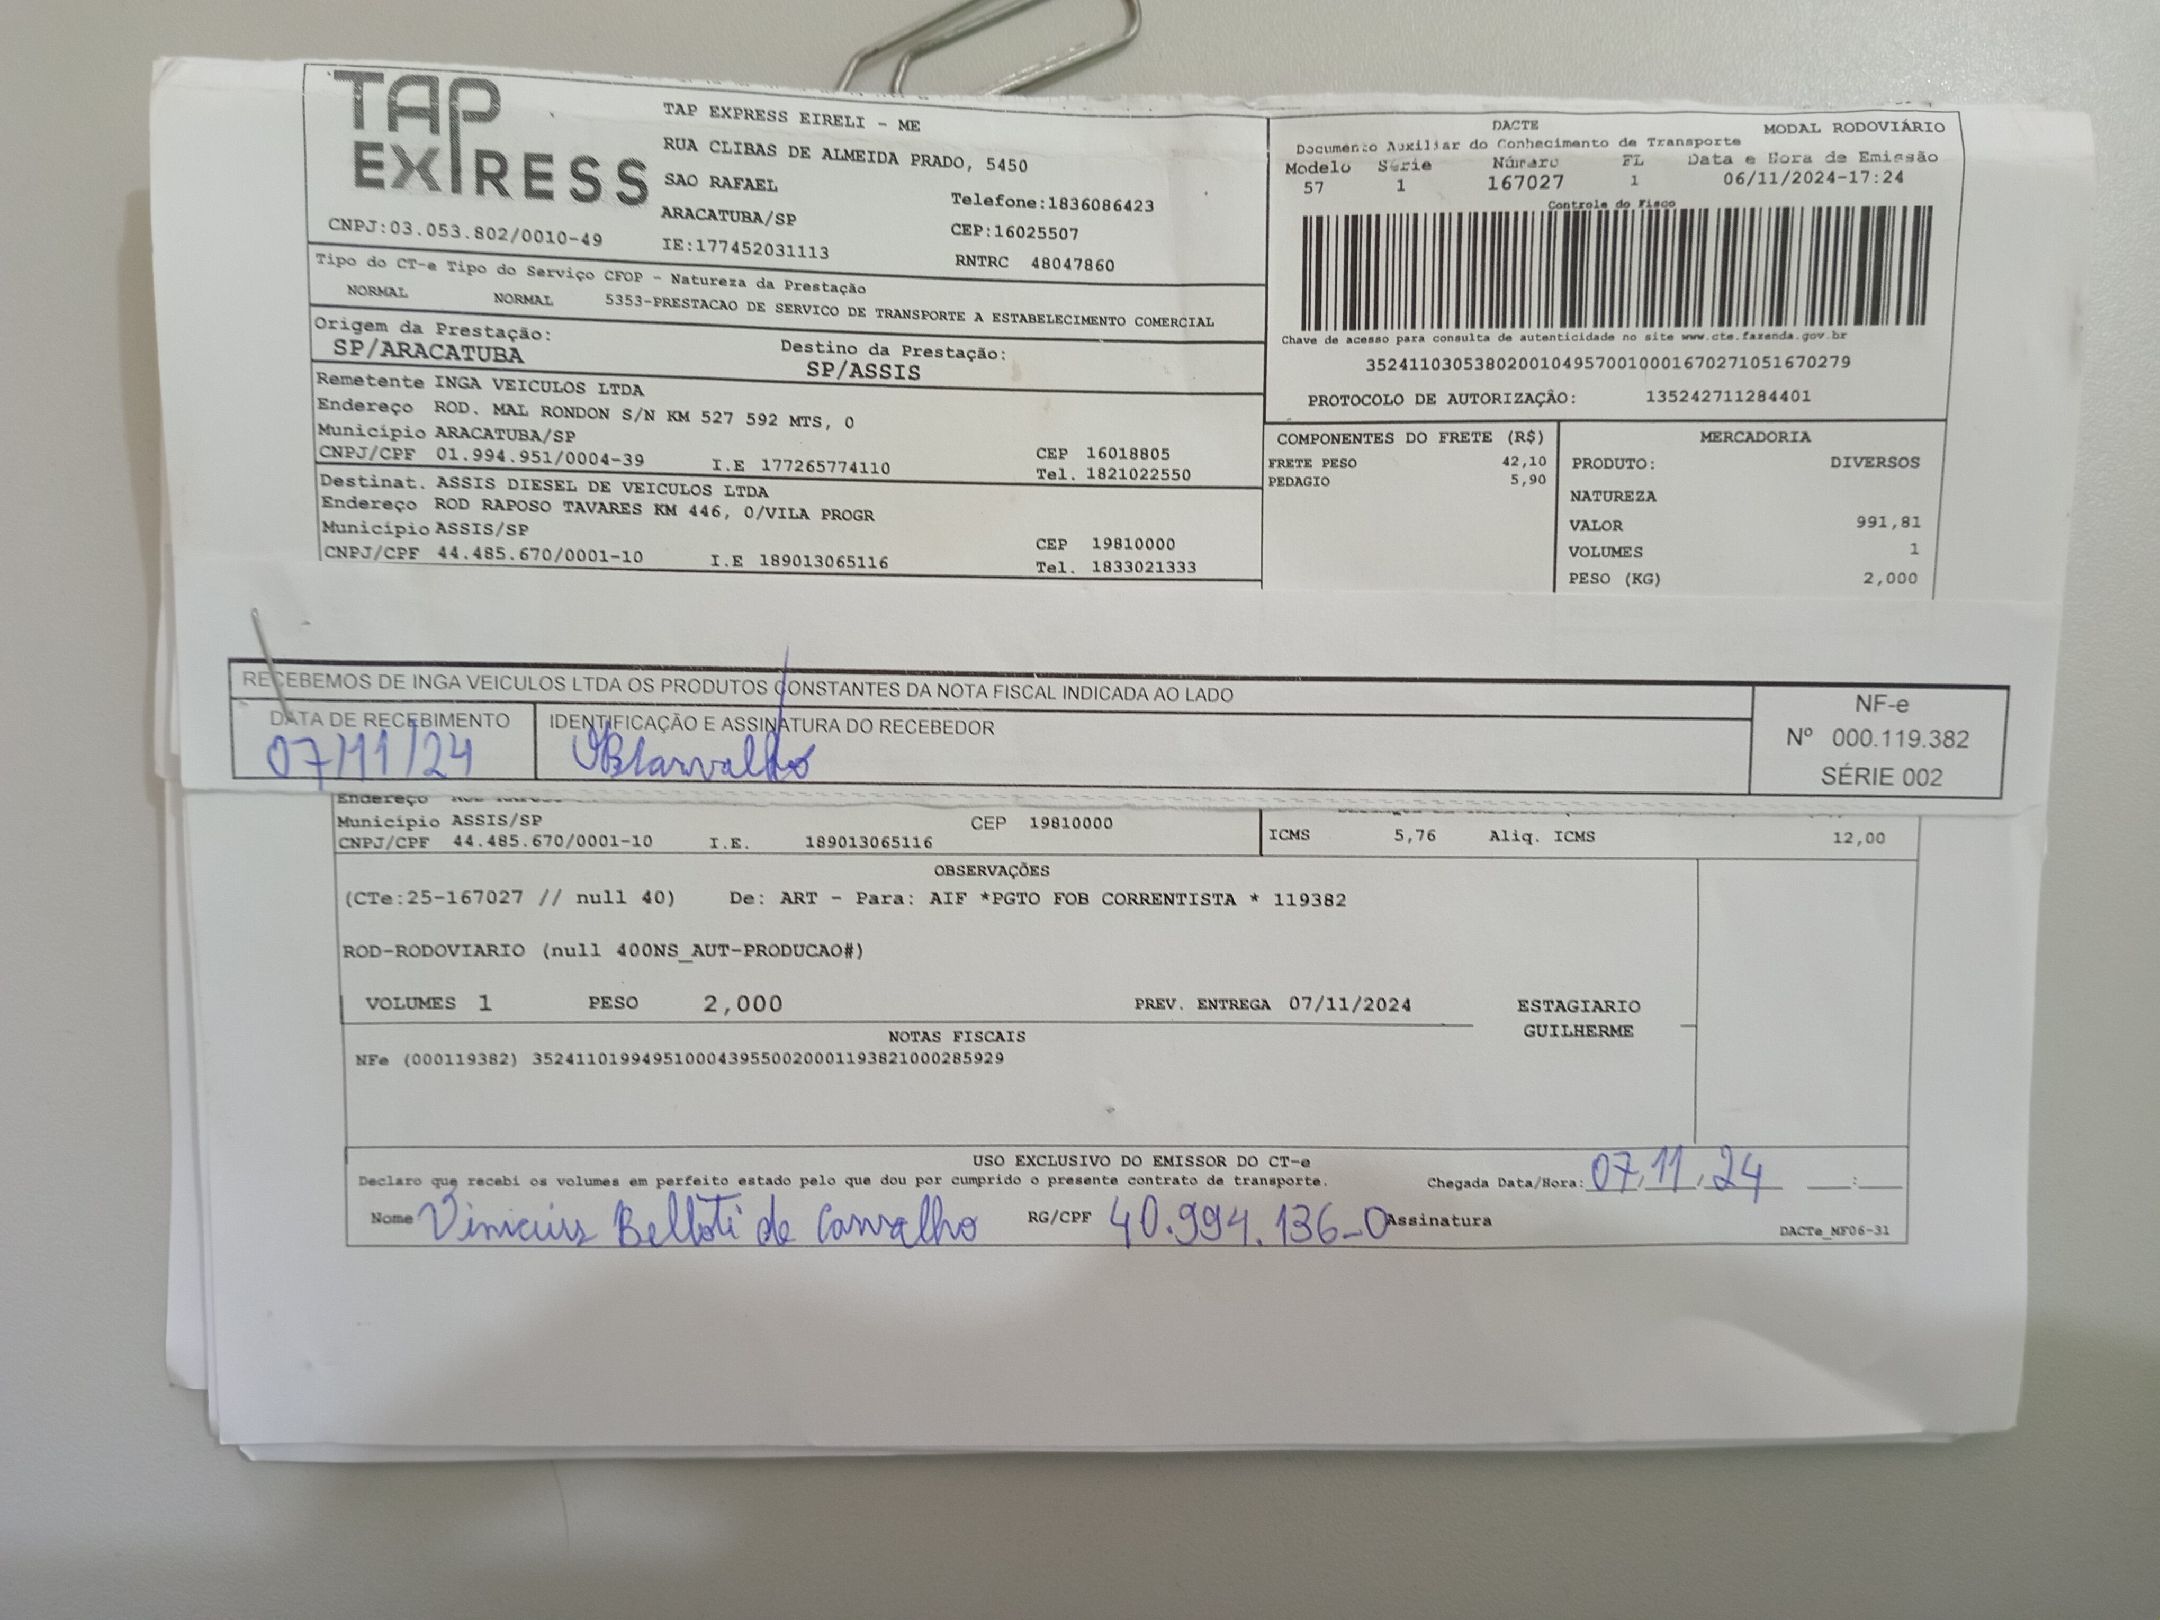 TAP
EXPRESS
CNPJ:03.053.802/0010-49
TAP EXPRESS EIRELI - ME
RUA CLIBAS DE ALMEIDA PRADO, 5450
SAO RAFAEL
ARACATUBA/SP
IE:177452031113
Telefone:1836086423
CEP:16025507
RNTRC 48047860
DACTE MODAL RODOVIÁRIO
Documento Auxiliar do Conhecimento de Transporte
Modelo Série Número FL Data e Hora de Emissão
57 1 167027 1 06/11/2024-17:24
Controle do Fisco
Chave de acesso para consulta de autenticidade no site www.cte.fazenda.gov.br
35241103053802001049570010001670271051670279
PROTOCOLO DE AUTORIZAÇÃO: 135242711284401
Tipo do CT-e Tipo do Serviço CFOP - Natureza da Prestação
NORMAL NORMAL 5353-PRESTACAO DE SERVICO DE TRANSPORTE A ESTABELECIMENTO COMERCIAL
Origem da Prestação: Destino da Prestação:
SP/ARACATUBA SP/ASSIS
Remetente INGA VEICULOS LTDA
Endereço ROD. MAL RONDON S/N KM 527 592 MTS, 0
Município ARACATUBA/SP CEP 16018805
CNPJ/CPF 01.994.951/0004-39 I.E 177265774110 Tel. 1821022550
Destinat. ASSIS DIESEL DE VEICULOS LTDA
Endereço ROD RAPOSO TAVARES KM 446, 0/VILA PROGR
Município ASSIS/SP CEP 19810000
CNPJ/CPF 44.485.670/0001-10 I.E 189013065116 Tel. 1833021333
COMPONENTES DO FRETE (R$)
FRETE PESO 42,10
PEDAGIO 5,90
MERCADORIA
PRODUTO: DIVERSOS
NATUREZA
VALOR 991,81
VOLUMES 1
PESO (KG) 2,000
RECEBEMOS DE INGA VEICULOS LTDA OS PRODUTOS CONSTANTES DA NOTA FISCAL INDICADA AO LADO
DATA DE RECEBIMENTO IDENTIFICAÇÃO E ASSINATURA DO RECEBEDOR
07/11/24 VBCarvalho
NF-e
Nº 000.119.382
SÉRIE 002
Endereço
Município ASSIS/SP CEP 19810000
CNPJ/CPF 44.485.670/0001-10 I.E. 189013065116
ICMS 5,76 Aliq. ICMS 12,00
OBSERVAÇÕES
(CTe:25-167027 // null 40) De: ART - Para: AIF *PGTO FOB CORRENTISTA * 119382
ROD-RODOVIARIO (null 400NS_AUT-PRODUCAO#)
VOLUMES 1 PESO 2,000 PREV. ENTREGA 07/11/2024
ESTAGIARIO
GUILHERME
NOTAS FISCAIS
NFe (000119382) 35241101994951000439550020001193821000285929
USO EXCLUSIVO DO EMISSOR DO CT-e
Declaro que recebi os volumes em perfeito estado pelo que dou por cumprido o presente contrato de transporte. Chegada Data/Hora: 07/11/24 __:__
Nome Vinicius Belloti de Carvalho RG/CPF 40.994.136-0 Assinatura
DACTe_MF06-31